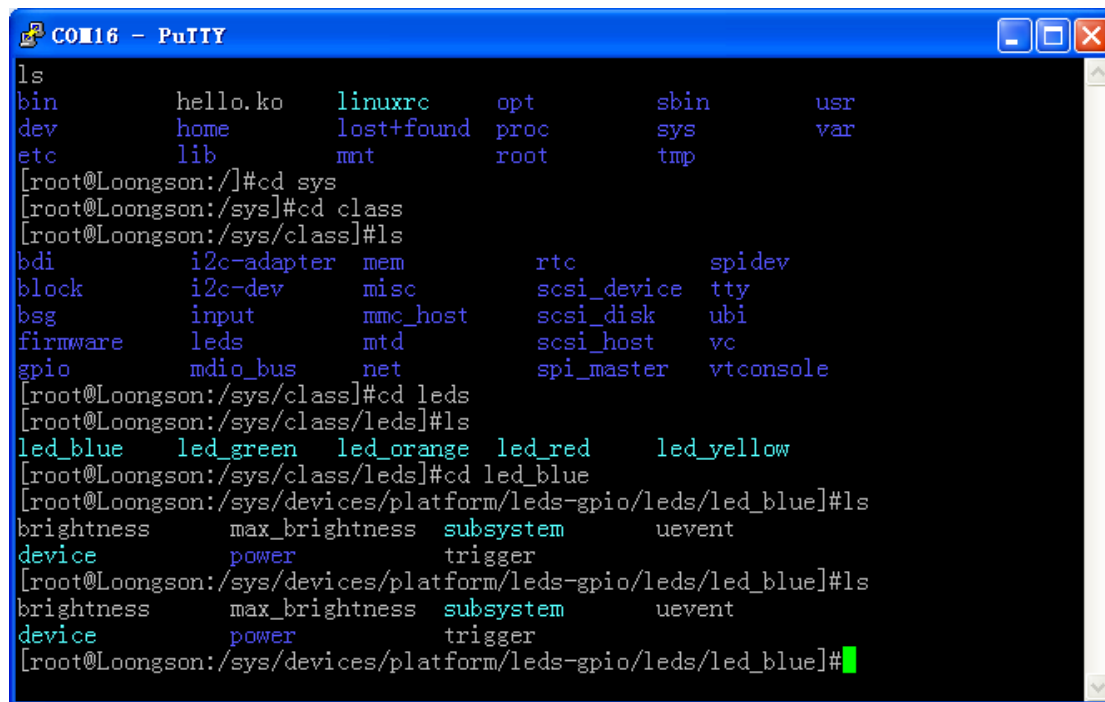 COM16 - PuTTY
ls
bin hello.ko linuxrc opt sbin usr
dev home lost+found proc sys var
etc lib mnt root tmp
[root@Loongson:/]#cd sys
[root@Loongson:/sys]#cd class
[root@Loongson:/sys/class]#ls
bdi i2c-adapter mem rtc spidev
block i2c-dev misc scsi_device tty
bsg input mmc_host scsi_disk ubi
firmware leds mtd scsi_host vc
gpio mdio_bus net spi_master vtconsole
[root@Loongson:/sys/class]#cd leds
[root@Loongson:/sys/class/leds]#ls
led_blue led_green led_orange led_red led_yellow
[root@Loongson:/sys/class/leds]#cd led_blue
[root@Loongson:/sys/devices/platform/leds-gpio/leds/led_blue]#ls
brightness max_brightness subsystem uevent
device power trigger
[root@Loongson:/sys/devices/platform/leds-gpio/leds/led_blue]#ls
brightness max_brightness subsystem uevent
device power trigger
[root@Loongson:/sys/devices/platform/leds-gpio/leds/led_blue]#